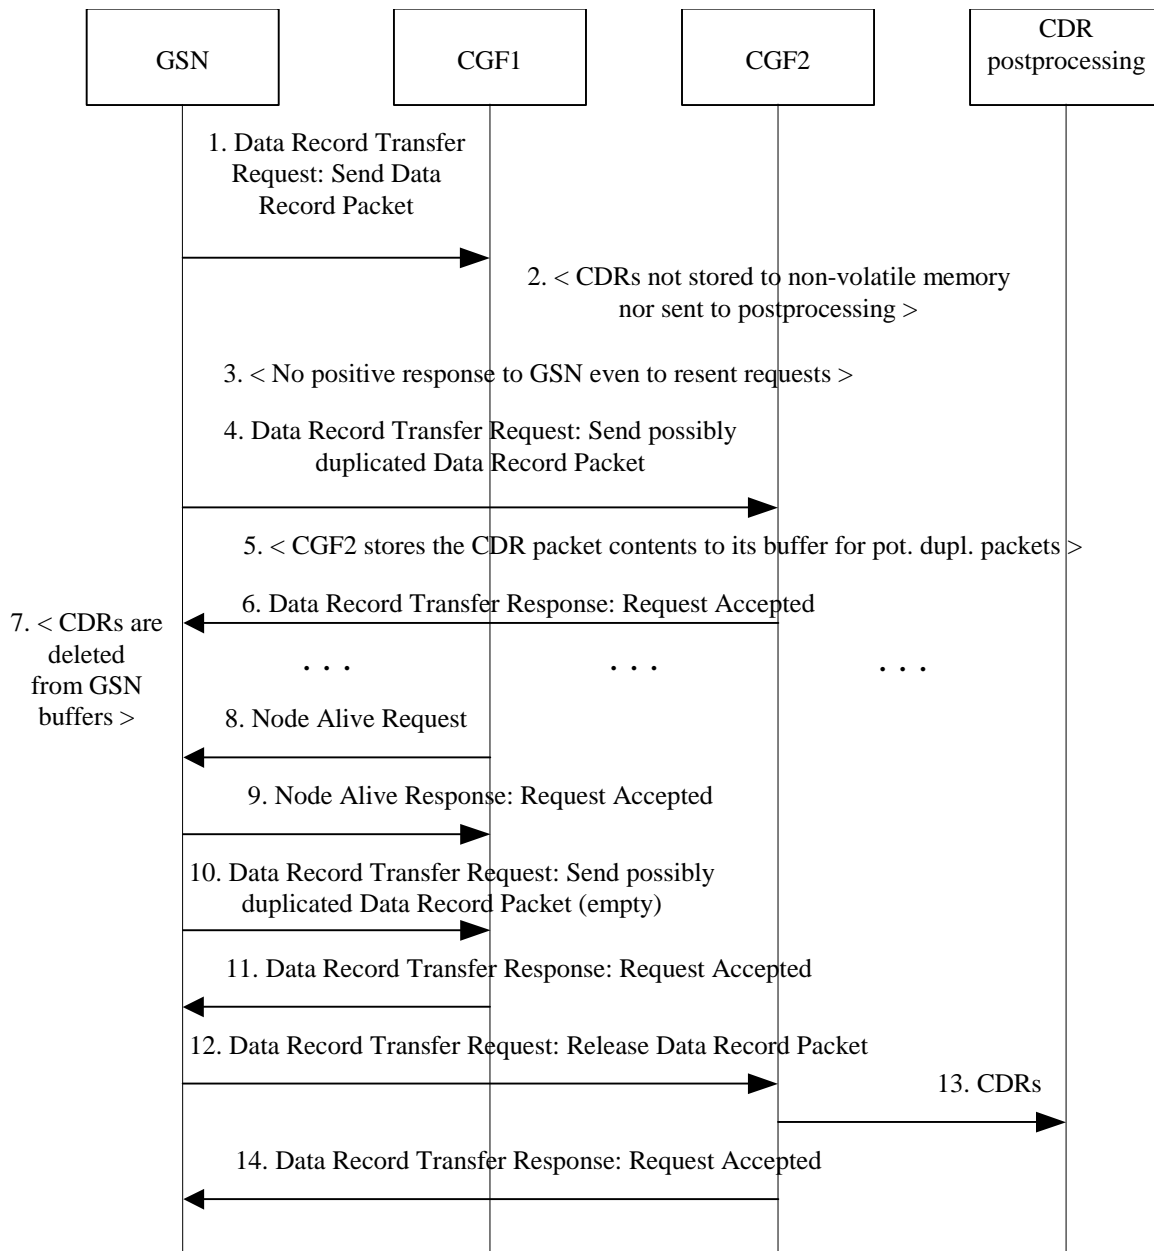 GSN
CGF1
CGF2
CDR
postprocessing
1. Data Record Transfer
Request: Send Data
Record Packet
2. < CDRs not stored to non-volatile memory
nor sent to postprocessing >
3. < No positive response to GSN even to resent requests >
4. Data Record Transfer Request: Send possibly
duplicated Data Record Packet
5. < CGF2 stores the CDR packet contents to its buffer for pot. dupl. packets >
6. Data Record Transfer Response: Request Accepted
7. < CDRs are
deleted
from GSN
buffers >
. . .
. . .
. . .
8. Node Alive Request
9. Node Alive Response: Request Accepted
10. Data Record Transfer Request: Send possibly
duplicated Data Record Packet (empty)
11. Data Record Transfer Response: Request Accepted
12. Data Record Transfer Request: Release Data Record Packet
13. CDRs
14. Data Record Transfer Response: Request Accepted